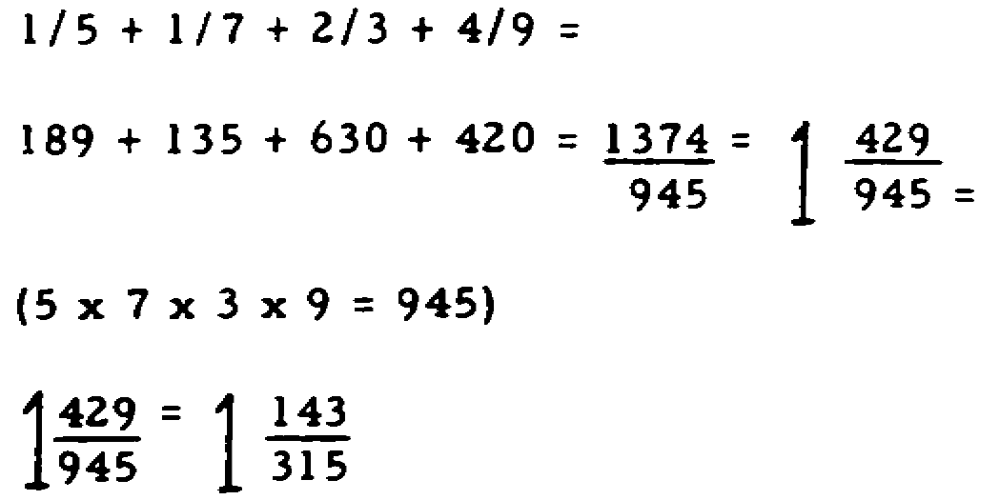 1/5 + 1/7 + 2/3 + 4/9 =
189 + 135 + 630 + 420 = 1374/945 = 1 429/945 =
(5 x 7 x 3 x 9 = 945)
1 429/945 = 1 143/315